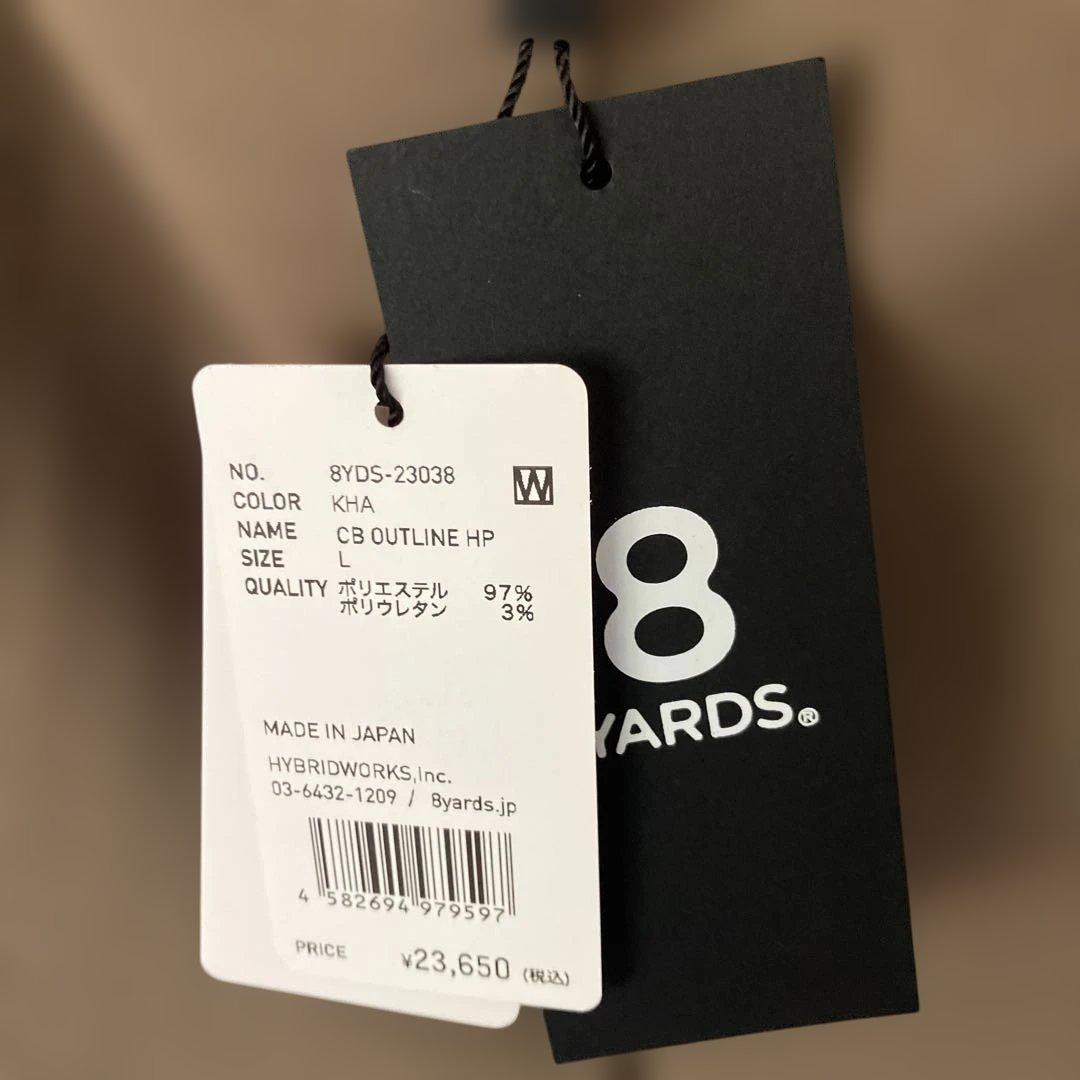 NO. 8YDS-23038 W
COLOR KHA
NAME CB OUTLINE HP
SIZE L
QUALITY ポリエステル 97%
ポリウレタン 3%
MADE IN JAPAN
HYBRIDWORKS,Inc.
03-6432-1209 / 8yards.jp
4 582694 979597
PRICE ¥23,650 (税込)
8
YARDS.®